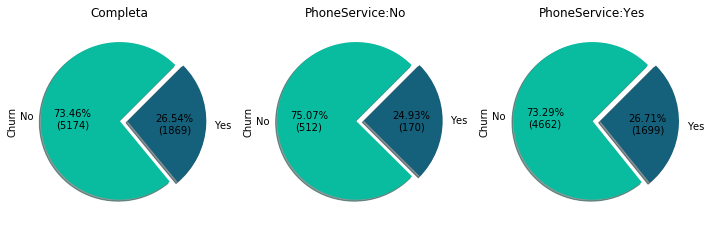 Completa
Churn
No
73.46%
(5174)
26.54%
(1869)
Yes
PhoneService:No
Churn
No
75.07%
(512)
24.93%
(170)
Yes
PhoneService:Yes
Churn
No
73.29%
(4662)
26.71%
(1699)
Yes